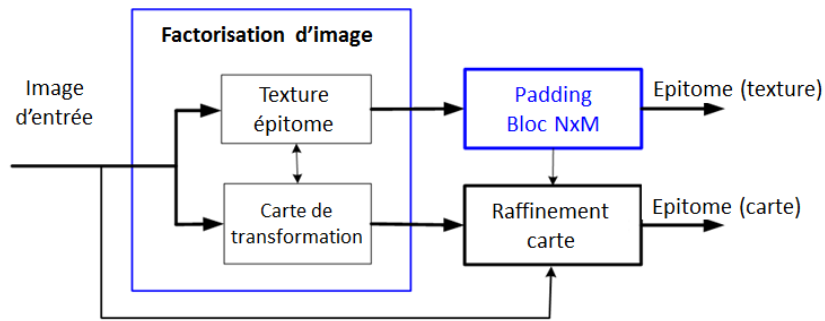 Factorisation d'image
Image
d'entrée
Texture
épitome
Padding
Bloc NxM
Epitome (texture)
Carte de
transformation
Raffinement
carte
Epitome (carte)